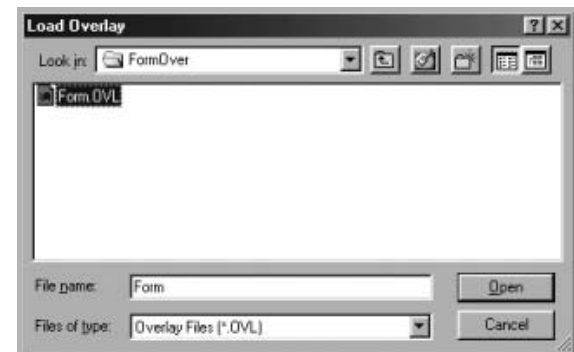 Load Overlay
Look in: FormOver
Form.OVL
File name: Form Open
Files of type: Overlay Files (*.OVL) Cancel